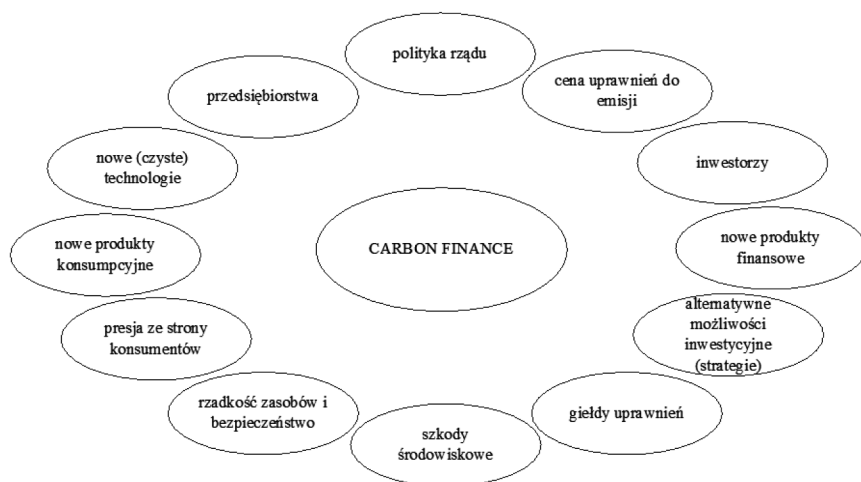 polityka rządu
cena uprawnień do
emisji
przedsiębiorstwa
inwestorzy
nowe (czyste)
technologie
nowe produkty
finansowe
nowe produkty
konsumpcyjne
CARBON FINANCE
alternatywne
możliwości
inwestycyjne
(strategie)
presja ze strony
konsumentów
giełdy uprawnień
rzadkość zasobów i
bezpieczeństwo
szkody
środowiskowe